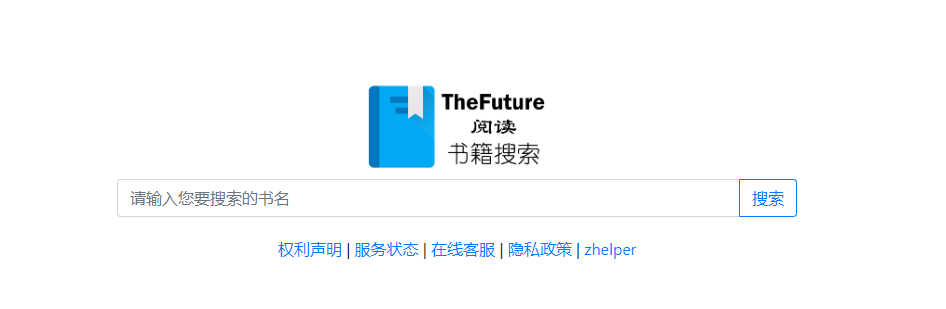 TheFuture
阅读
书籍搜索
请输入您要搜索的书名 搜索
权利声明 | 服务状态 | 在线客服 | 隐私政策 | zhelper